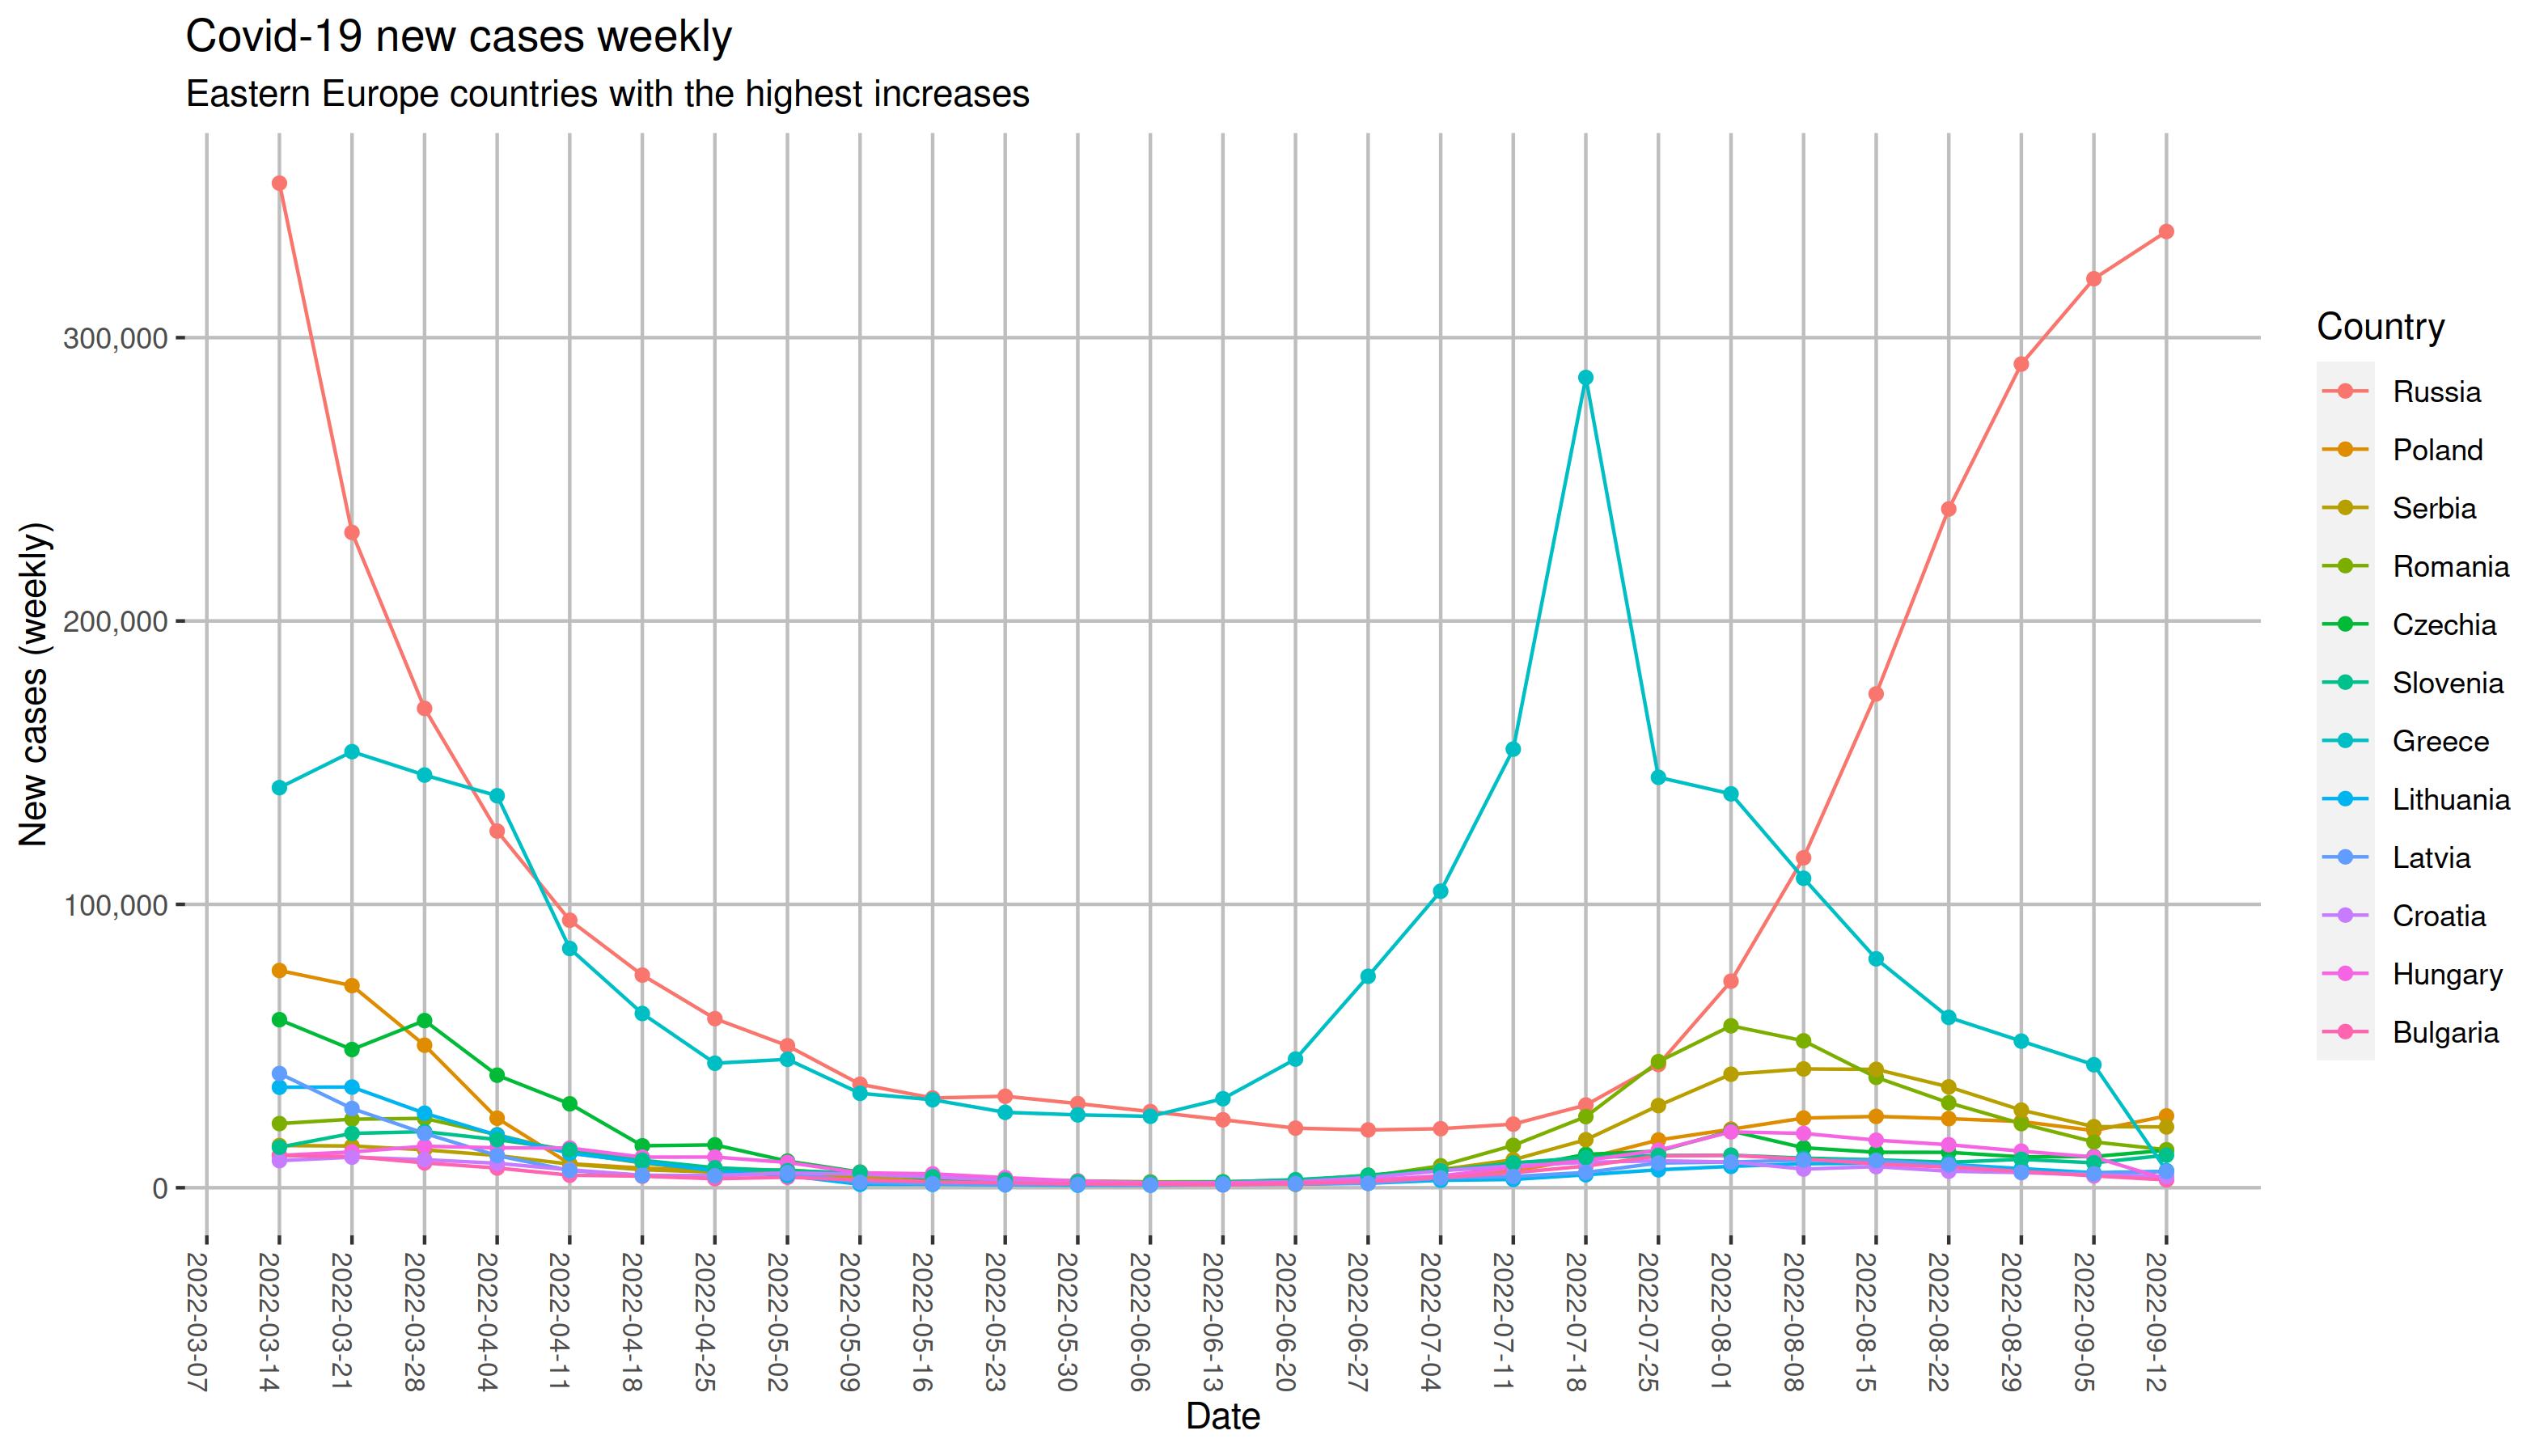 Covid-19 new cases weekly
Eastern Europe countries with the highest increases
New cases (weekly)
300,000
200,000
100,000
0
2022-03-07
2022-03-14
2022-03-21
2022-03-28
2022-04-04
2022-04-11
2022-04-18
2022-04-25
2022-05-02
2022-05-09
2022-05-16
2022-05-23
2022-05-30
2022-06-06
2022-06-13
2022-06-20
2022-06-27
2022-07-04
2022-07-11
2022-07-18
2022-07-25
2022-08-01
2022-08-08
2022-08-15
2022-08-22
2022-08-29
2022-09-05
2022-09-12
Date
Country
Russia
Poland
Serbia
Romania
Czechia
Slovenia
Greece
Lithuania
Latvia
Croatia
Hungary
Bulgaria